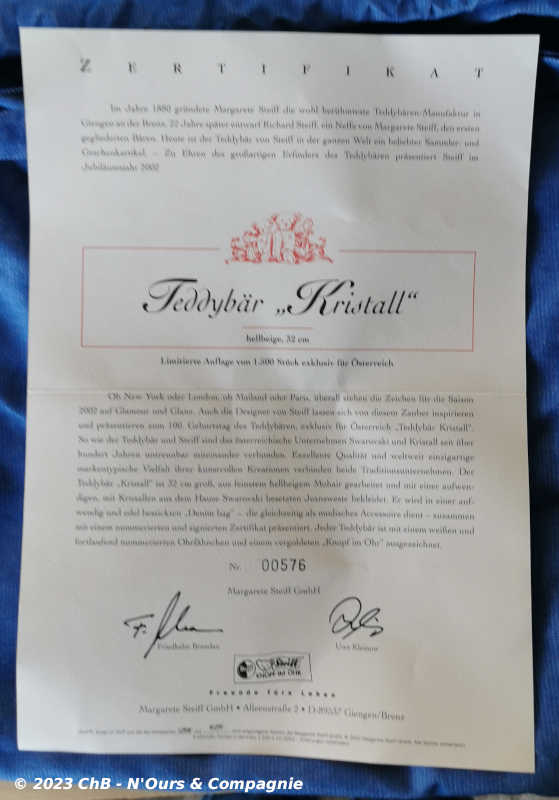 ZERTIFIKAT
Im Jahre 1880 gründete Margarete Steiff die wohl berühmteste Teddybären-Manufaktur in
Giengen an der Brenz. 22 Jahre später entwarf Richard Steiff, ein Neffe von Margarete Steiff, den ersten
gegliederten Bären. Heute ist der Teddybär von Steiff in der ganzen Welt ein beliebter Sammler- und
Geschenkartikel. – Zu Ehren des großartigen Erfinders des Teddybären präsentiert Steiff im
Jubiläumsjahr 2002
Teddybär „Kristall“
hellbeige, 32 cm
Limitierte Auflage von 1.500 Stück exklusiv für Österreich
Ob New York oder London, ob Mailand oder Paris, überall stehen die Zeichen für die Saison
2002 auf Glamour und Glanz. Auch die Designer von Steiff lassen sich von diesem Zauber inspirieren
und präsentieren zum 100. Geburtstag des Teddybären, exklusiv für Österreich „Teddybär Kristall“.
So wie der Teddybär und Steiff sind das österreichische Unternehmen Swarovski und Kristall seit über
hundert Jahren untrennbar miteinander verbunden. Exzellente Qualität und weltweit einzigartige
markentypische Vielfalt ihrer kunstvollen Kreationen verbinden beide Traditionsunternehmen. Der
Teddybär „Kristall“ ist 32 cm groß, aus feinstem hellbeigem Mohair gearbeitet und mit einer aufwen-
digen, mit Kristallen aus dem Hause Swarovski besetzten Jeansweste bekleidet. Er wird in einer auf-
wendig und edel bestickten „Denim bag“ – die gleichzeitig als modisches Accessoire dient – zusammen
mit einem nummerierten und signierten Zertifikat präsentiert. Jeder Teddybär ist mit einem weißen und
fortlaufend nummerierten Ohrfähnchen und einem vergoldeten „Knopf im Ohr“ ausgezeichnet.
Nr. 00576
Margarete Steiff GmbH
Friedhelm Brandau
Uwe Kleinow
Steiff
KNOPF IM OHR
Freunde fürs Leben
Margarete Steiff GmbH • Alleenstraße 2 • D-89537 Giengen/Brenz
© 2023 ChB - N'Ours & Compagnie